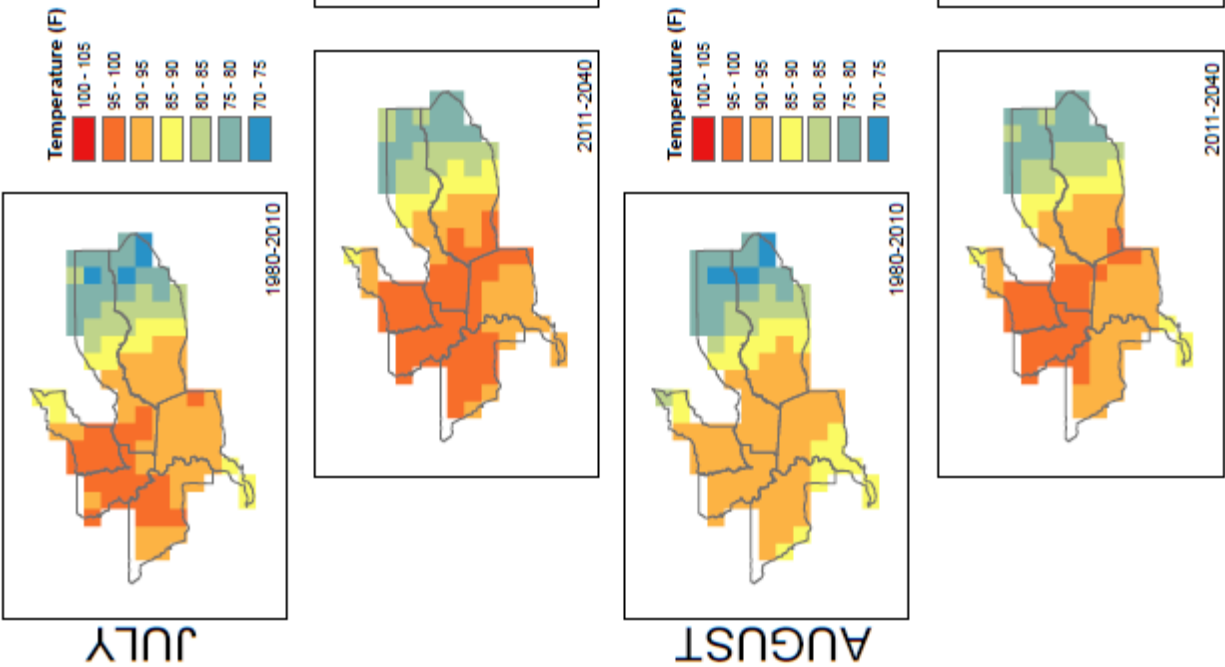 JULY
Temperature (F)
100 - 105
95 - 100
90 - 95
85 - 90
80 - 85
75 - 80
70 - 75
1980-2010
2011-2040
AUGUST
Temperature (F)
100 - 105
95 - 100
90 - 95
85 - 90
80 - 85
75 - 80
70 - 75
1980-2010
2011-2040